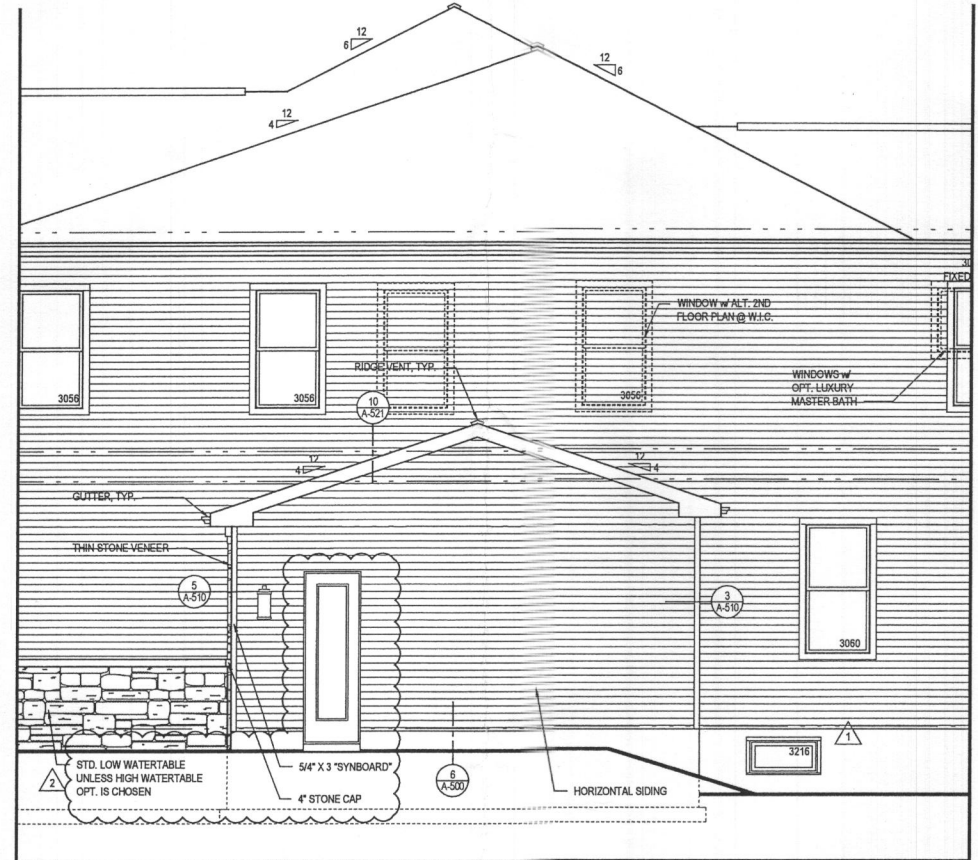 12
6
12
6
12
4
30
FIXED
WINDOW w/ ALT. 2ND
FLOOR PLAN @ W.I.C.
RIDGE VENT, TYP.
WINDOWS w/
OPT. LUXURY
MASTER BATH
3056
3056
3056
10
A-521
12
4
12
4
GUTTER, TYP.
THIN STONE VENEER
5
A-510
3
A-510
3060
1
3216
2
STD. LOW WATERTABLE
UNLESS HIGH WATERTABLE
OPT. IS CHOSEN
5/4" X 3 "SYNBOARD"
4" STONE CAP
6
A-500
HORIZONTAL SIDING